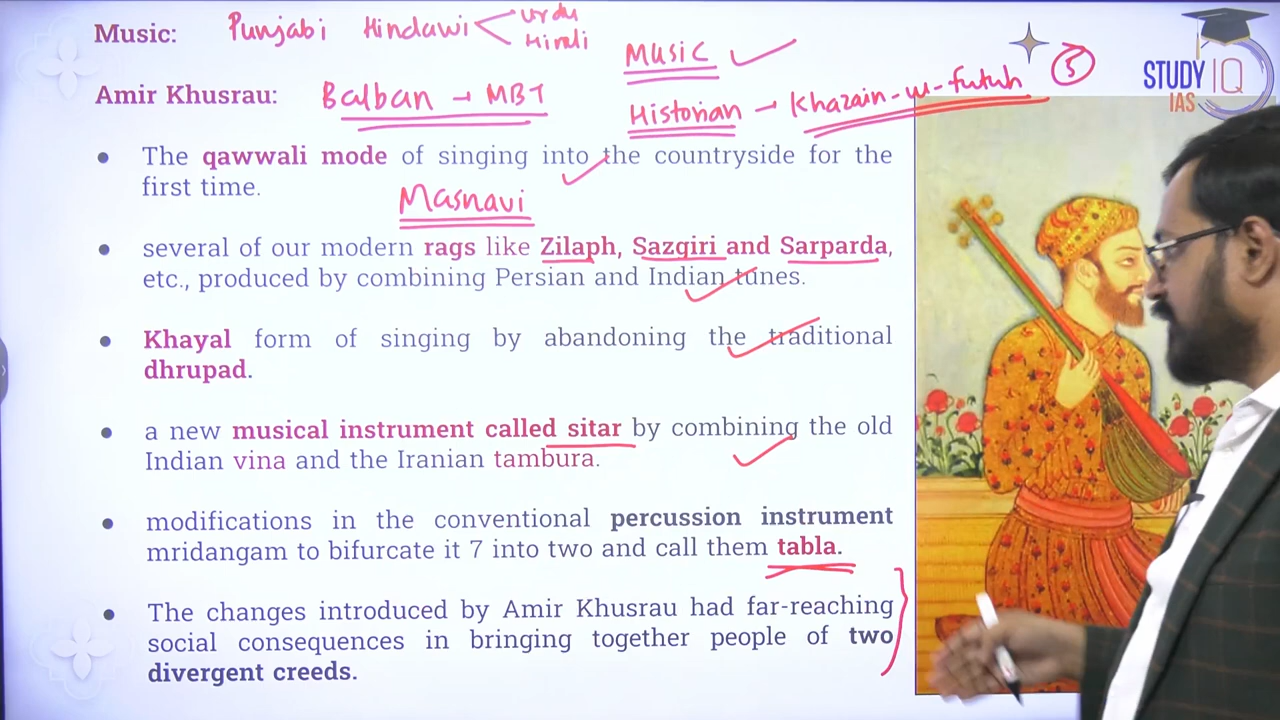 Music: Punjabi Hindawi < urdu
Hindi
MUSIC ✓
STUDY IQ
IAS
Amir Khusrau: Balban → MBT
Historian → Khazain-ul-futuh ⑤
• The qawwali mode of singing into the countryside for the
first time.
Masnavi
• several of our modern rags like Zilaph, Sazgiri and Sarparda,
etc., produced by combining Persian and Indian tunes.
• Khayal form of singing by abandoning the traditional
dhrupad.
• a new musical instrument called sitar by combining the old
Indian vina and the Iranian tambura.
• modifications in the conventional percussion instrument
mridangam to bifurcate it 7 into two and call them tabla.
• The changes introduced by Amir Khusrau had far-reaching
social consequences in bringing together people of two
divergent creeds.